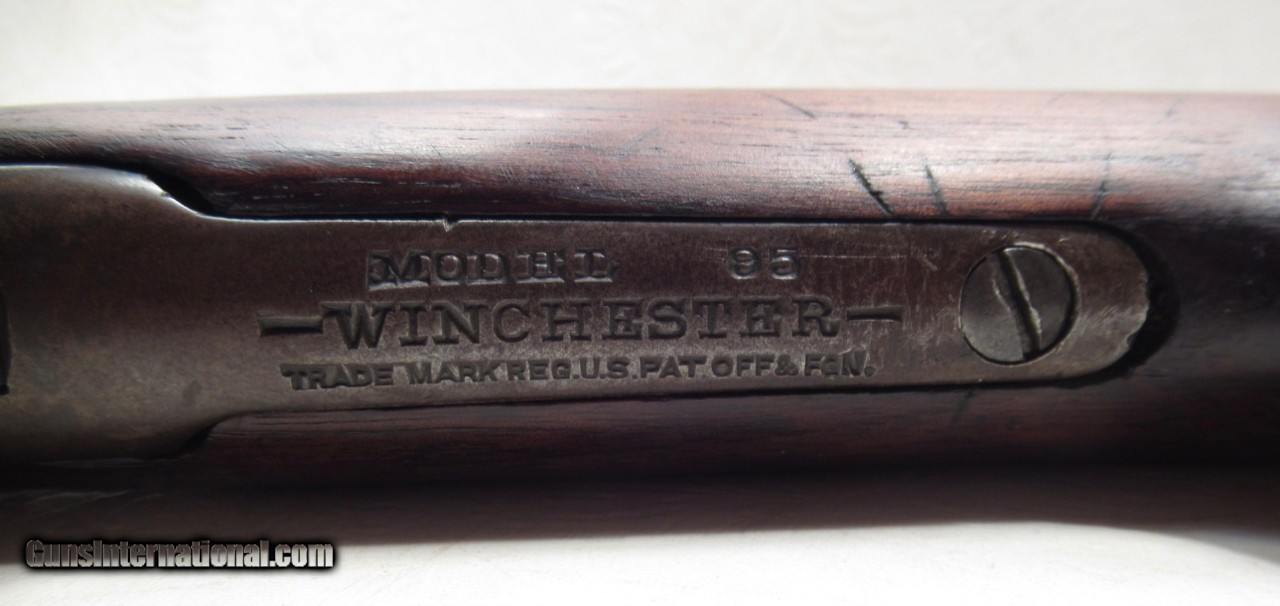 MODEL 95
—WINCHESTER—
TRADE MARK REG. U.S. PAT OFF & FGN.
GunsInternational.com